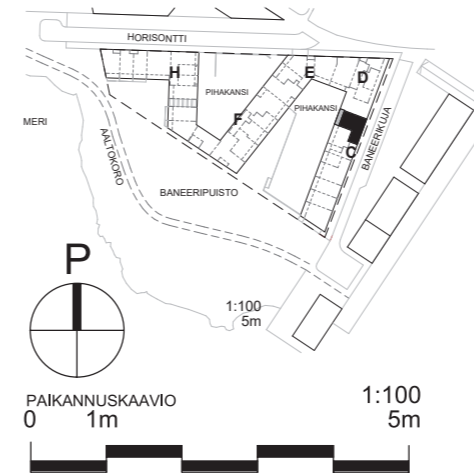 HORISONTTI
H
E
D
PIHAKANSI
PIHAKANSI
F
C
BANEERIKUJA
MERI
AALTOKORO
BANEERIPUISTO
P
1:100
5m
PAIKANNUSKAAVIO
1:100
0 1m 5m